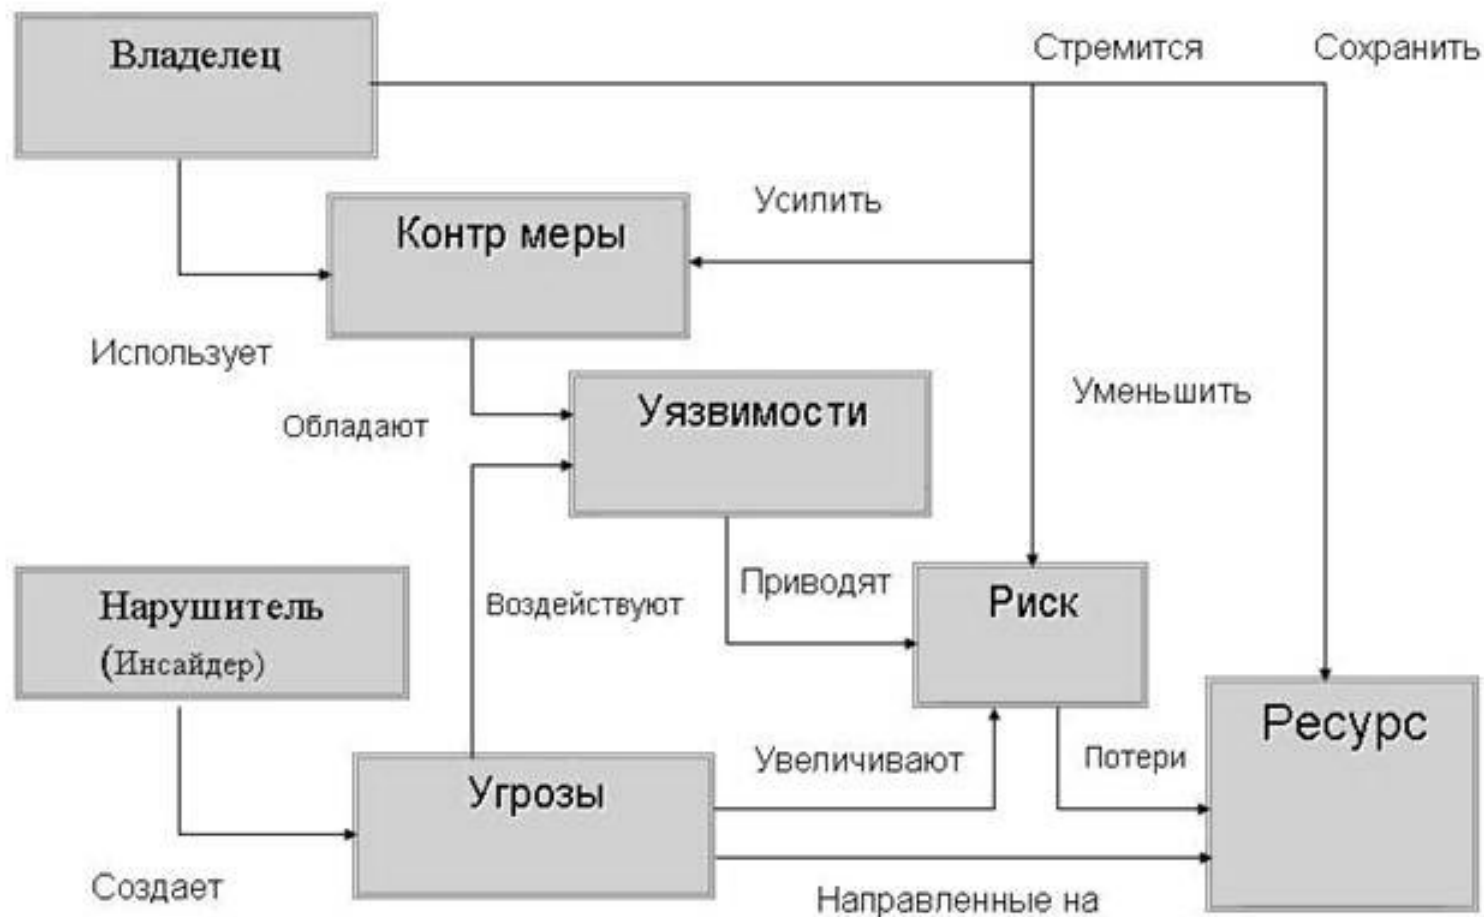 Владелец
Стремится
Сохранить
Контр меры
Усилить
Использует
Уязвимости
Уменьшить
Обладают
Нарушитель
(Инсайдер)
Воздействуют
Приводят
Риск
Ресурс
Угрозы
Увеличивают
Потери
Создает
Направленные на